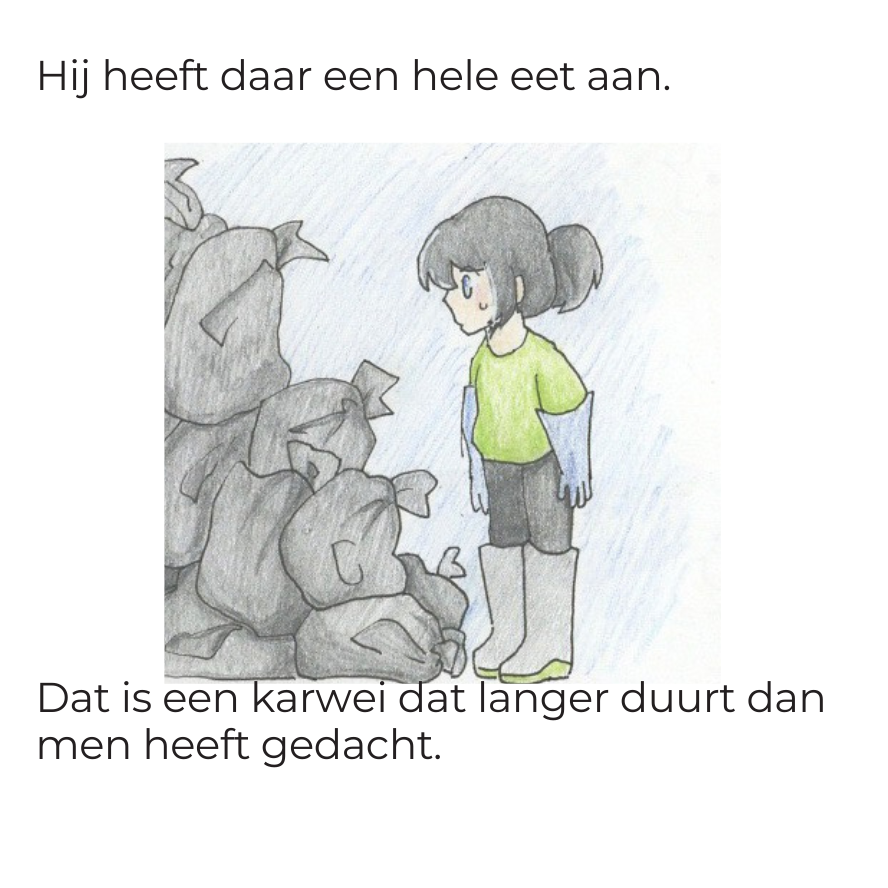 Hij heeft daar een hele eet aan.
Dat is een karwei dat langer duurt dan
men heeft gedacht.